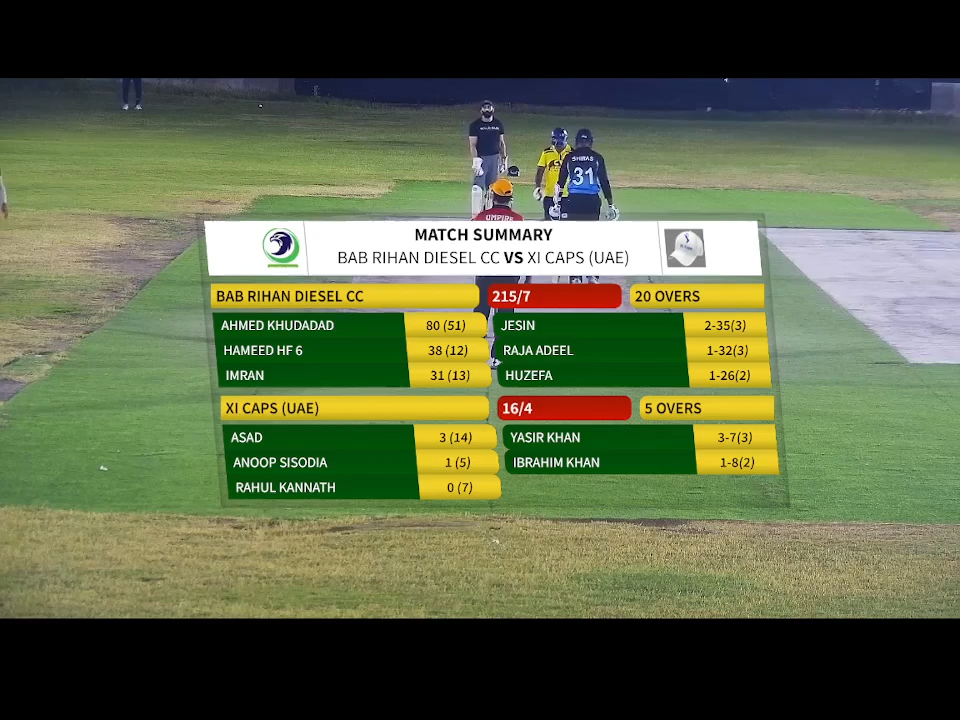 SHIRAS
31
UMPIRE
MATCH SUMMARY
BAB RIHAN DIESEL CC VS XI CAPS (UAE)
BAB RIHAN DIESEL CC 215/7 20 OVERS
AHMED KHUDADAD 80 (51) JESIN 2-35(3)
HAMEED HF 6 38 (12) RAJA ADEEL 1-32(3)
IMRAN 31 (13) HUZEFA 1-26(2)
XI CAPS (UAE) 16/4 5 OVERS
ASAD 3 (14) YASIR KHAN 3-7(3)
ANOOP SISODIA 1 (5) IBRAHIM KHAN 1-8(2)
RAHUL KANNATH 0 (7)